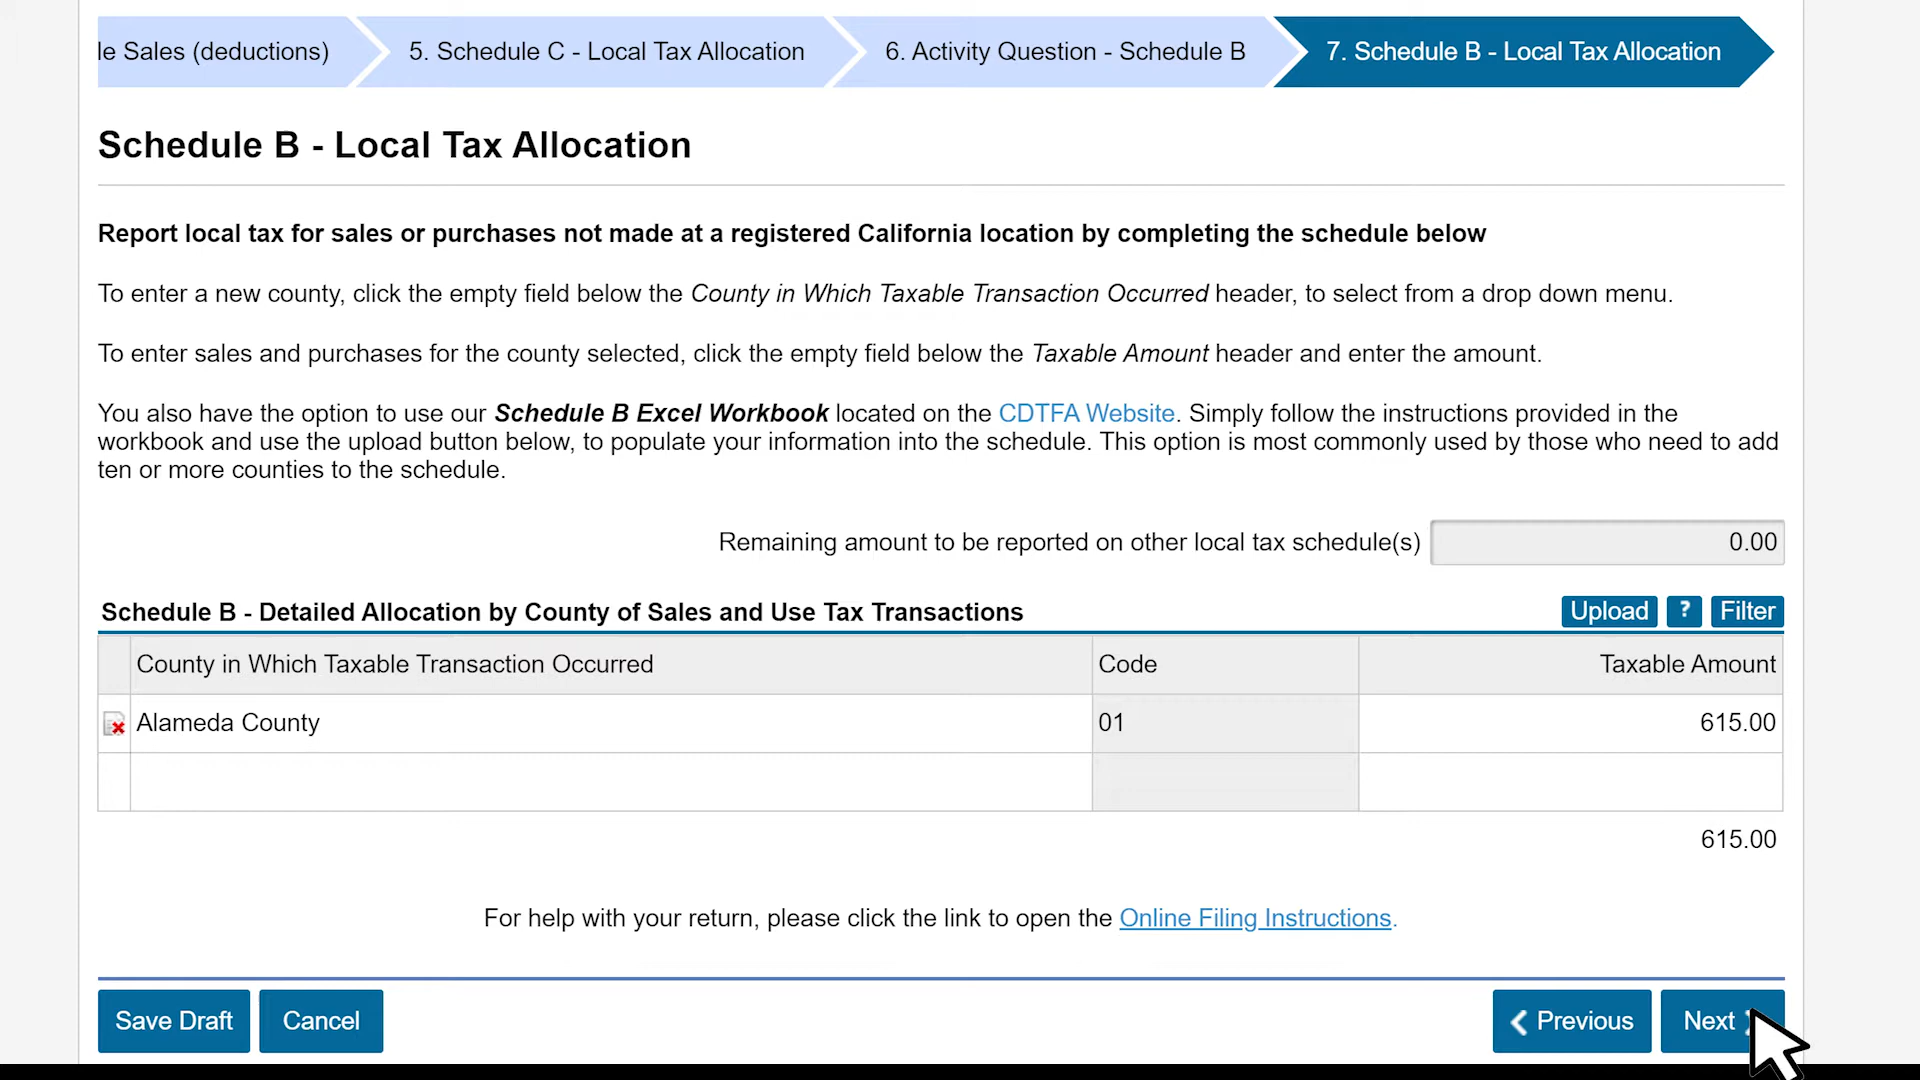 le Sales (deductions)
5. Schedule C - Local Tax Allocation
6. Activity Question - Schedule B
7. Schedule B - Local Tax Allocation
Schedule B - Local Tax Allocation
Report local tax for sales or purchases not made at a registered California location by completing the schedule below
To enter a new county, click the empty field below the County in Which Taxable Transaction Occurred header, to select from a drop down menu.
To enter sales and purchases for the county selected, click the empty field below the Taxable Amount header and enter the amount.
You also have the option to use our Schedule B Excel Workbook located on the CDTFA Website. Simply follow the instructions provided in the
workbook and use the upload button below, to populate your information into the schedule. This option is most commonly used by those who need to add
ten or more counties to the schedule.
Remaining amount to be reported on other local tax schedule(s) 0.00
Schedule B - Detailed Allocation by County of Sales and Use Tax Transactions
Upload ? Filter
County in Which Taxable Transaction Occurred Code Taxable Amount
Alameda County 01 615.00
615.00
For help with your return, please click the link to open the Online Filing Instructions.
Save Draft Cancel Previous Next